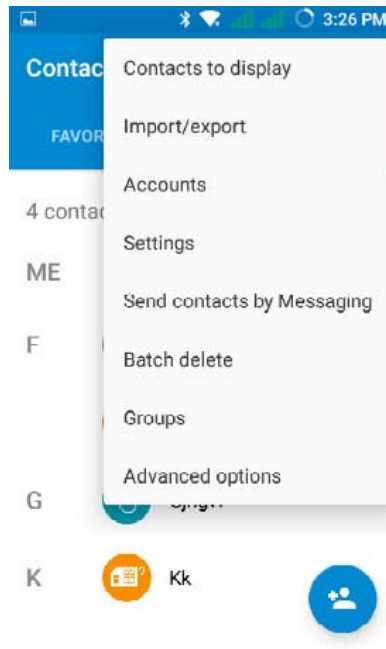 3:26 PM
Contac
Contacts to display
Import/export
FAVOR
Accounts
4 contac
Settings
ME
Send contacts by Messaging
F
Batch delete
Groups
Advanced options
G
K
Kk